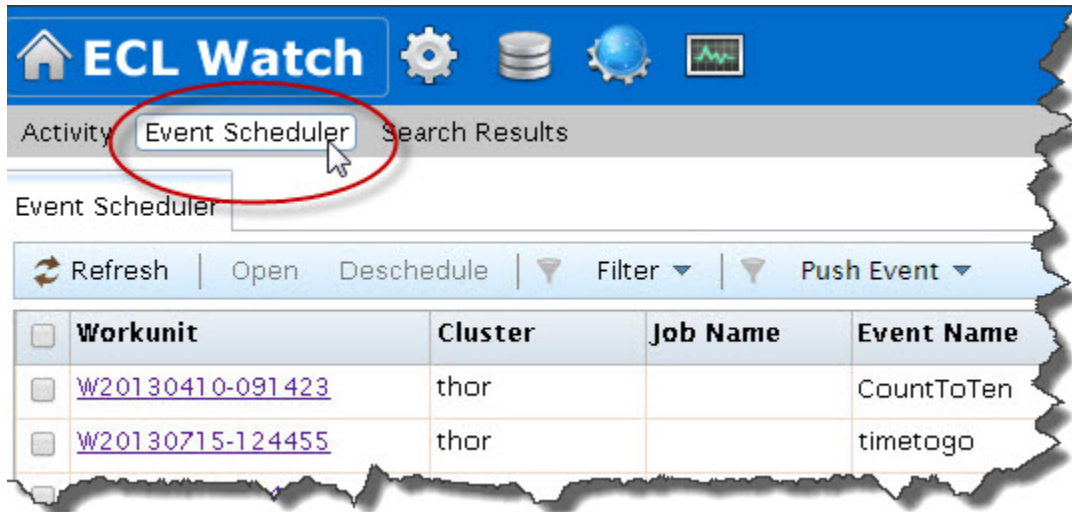 ECL Watch
Activity Event Scheduler Search Results
Event Scheduler
Refresh Open Deschedule Filter Push Event
Workunit Cluster Job Name Event Name
W20130410-091423 thor CountToTen
W20130715-124455 thor timetogo